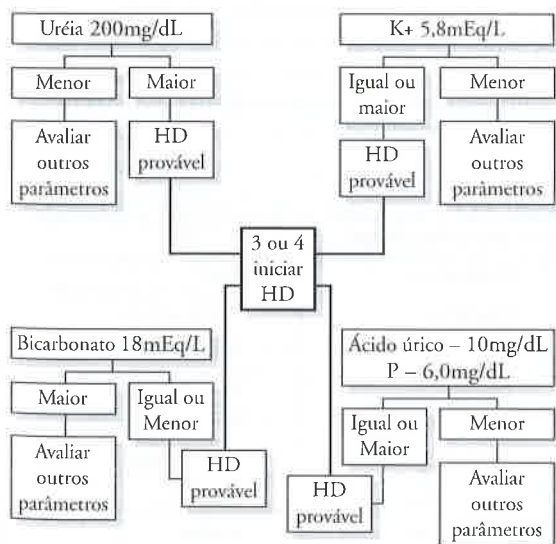 Uréia 200mg/dL
Menor
Maior
Avaliar
outros
parâmetros
HD
provável
K+ 5,8mEq/L
Igual ou
maior
Menor
HD
provável
Avaliar
outros
parâmetros
3 ou 4
iniciar
HD
Bicarbonato 18mEq/L
Maior
Igual ou
Menor
Avaliar
outros
parâmetros
HD
provável
Ácido úrico – 10mg/dL
P – 6,0mg/dL
Igual ou
Maior
Menor
HD
provável
Avaliar
outros
parâmetros